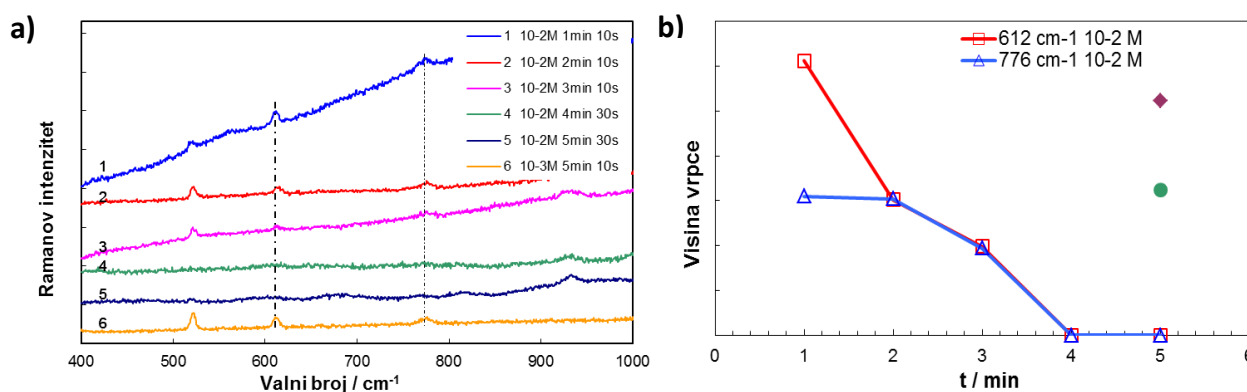 a)
Ramanov intenzitet
1 10-2M 1min 10s
2 10-2M 2min 10s
3 10-2M 3min 10s
4 10-2M 4min 30s
5 10-2M 5min 30s
6 10-3M 5min 10s
1
2
3
4
5
6
400 500 600 700 800 900 1000
Valni broj / cm-1
b)
Visina vrpce
612 cm-1 10-2 M
776 cm-1 10-2 M
0 1 2 3 4 5 6
t / min